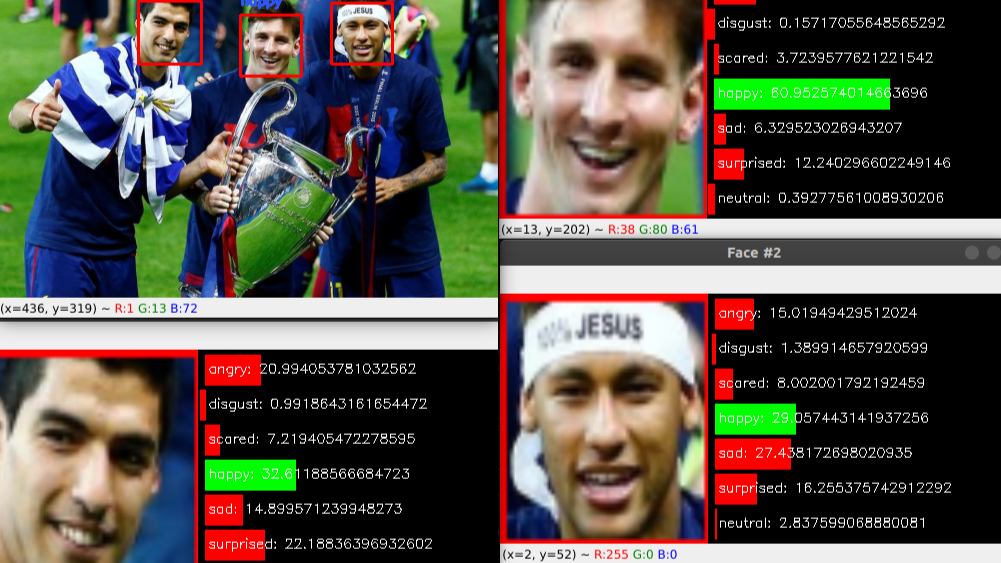 happy
JESUS
(x=436, y=319) ~ R:1 G:13 B:72
disgust: 0.15717055648565292
scared: 3.7239577621221542
happy: 60.952574014663696
sad: 6.329523026943207
surprised: 12.240296602249146
neutral: 0.39277561008930206
(x=13, y=202) ~ R:38 G:80 B:61
Face #2
100% JESUS
angry: 15.01949429512024
disgust: 1.389914657920599
scared: 8.002001792192459
happy: 29.057443141937256
sad: 27.438172698020935
surprised: 16.255375742912292
neutral: 2.837599068880081
(x=2, y=52) ~ R:255 G:0 B:0
angry: 20.994053781032562
disgust: 0.9918643161654472
scared: 7.219405472278595
happy: 32.61188566684723
sad: 14.899571239948273
surprised: 22.18836396932602